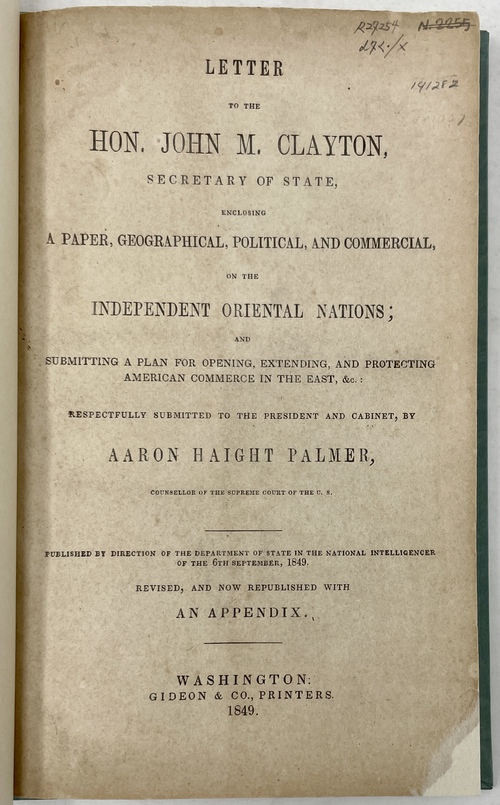 R27254 N.2255
272./X
141282
LETTER
TO THE
HON. JOHN M. CLAYTON,
SECRETARY OF STATE,
ENCLOSING
A PAPER, GEOGRAPHICAL, POLITICAL, AND COMMERCIAL,
ON THE
INDEPENDENT ORIENTAL NATIONS;
AND
SUBMITTING A PLAN FOR OPENING, EXTENDING, AND PROTECTING
AMERICAN COMMERCE IN THE EAST, &c.:
RESPECTFULLY SUBMITTED TO THE PRESIDENT AND CABINET, BY
AARON HAIGHT PALMER,
COUNSELLOR OF THE SUPREME COURT OF THE U. S.
PUBLISHED BY DIRECTION OF THE DEPARTMENT OF STATE IN THE NATIONAL INTELLIGENCER
OF THE 6TH SEPTEMBER, 1849.
REVISED, AND NOW REPUBLISHED WITH
AN APPENDIX.
WASHINGTON:
GIDEON & CO., PRINTERS.
1849.